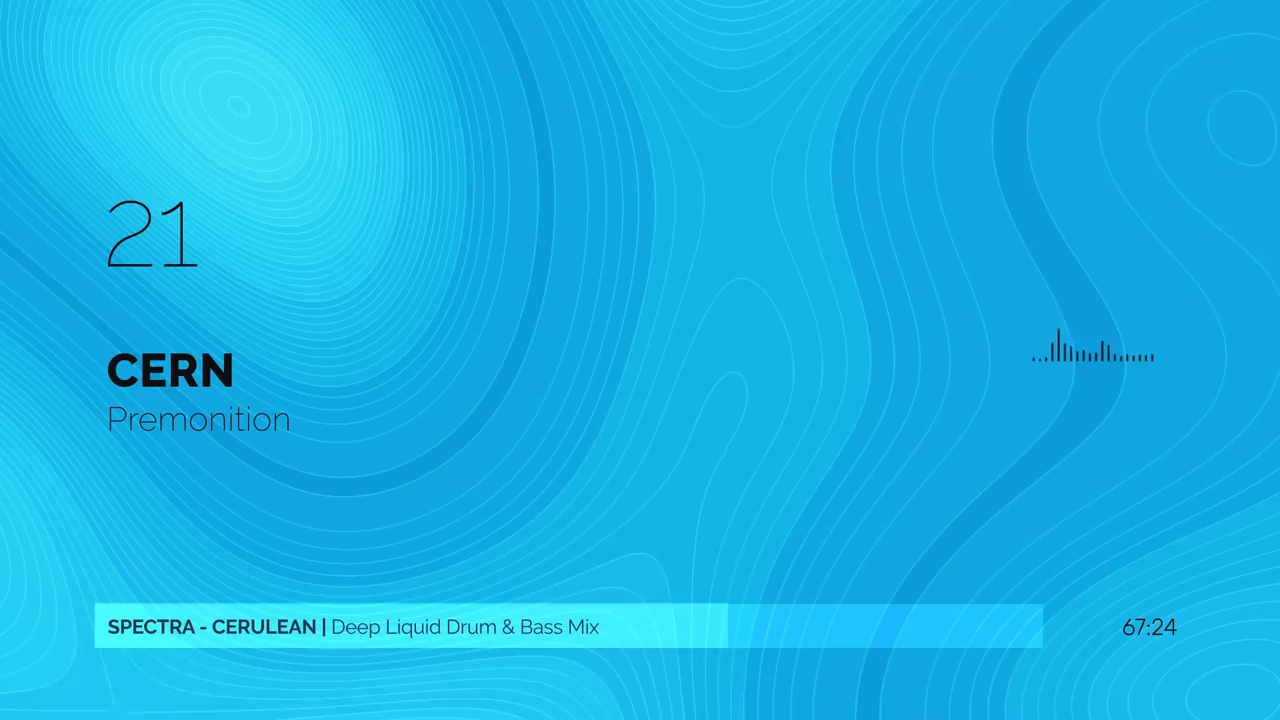 21
CERN
Premonition
SPECTRA - CERULEAN | Deep Liquid Drum & Bass Mix
67:24